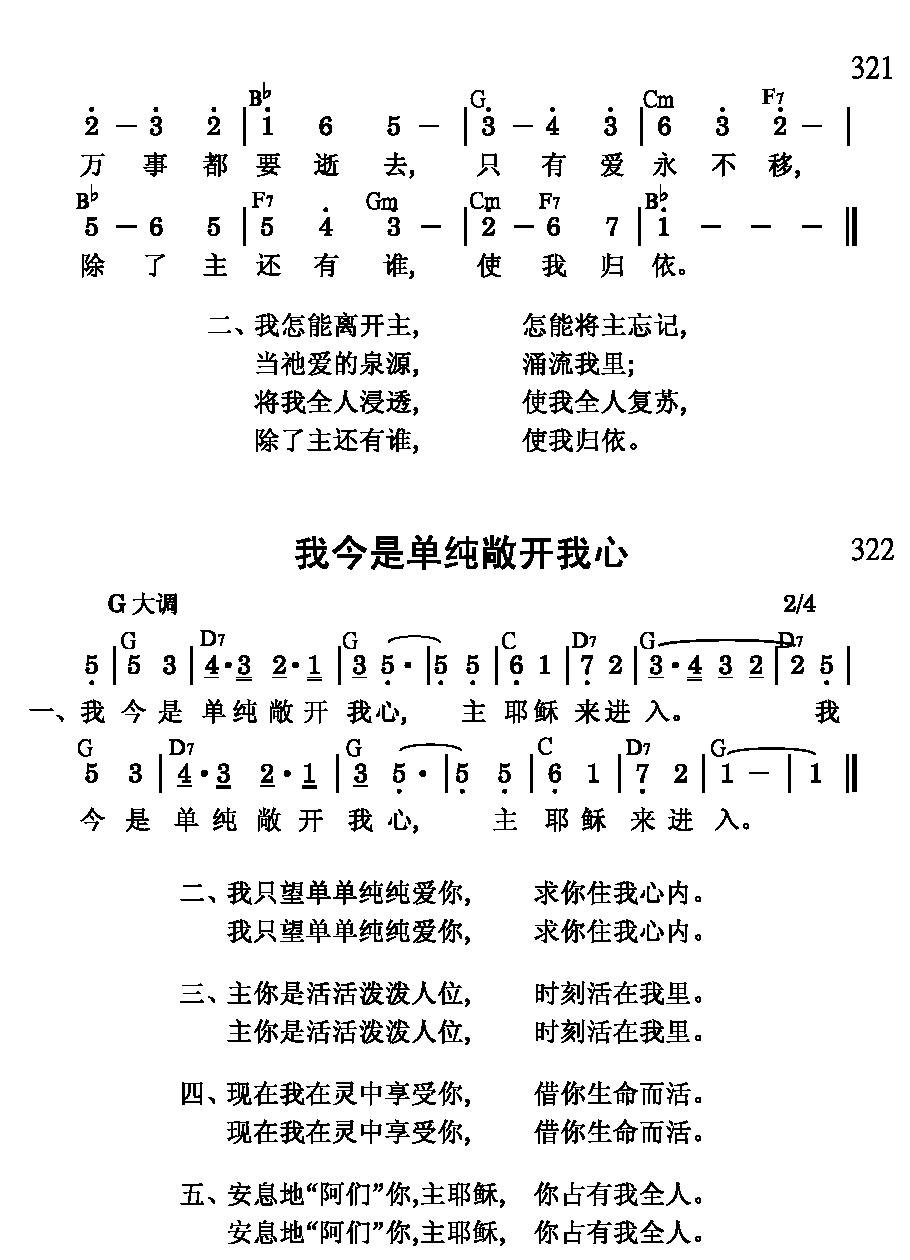 321
B♭ G Cm F7
2 － 3 2 | 1 6 5 － | 3 － 4 3 | 6 3 2 － |
万 事 都 要 逝 去, 只 有 爱 永 不 移,
B♭ F7 Gm Cm F7 B♭
5 － 6 5 | 5 4 3 － | 2 － 6 7 | 1 － － － ‖
除 了 主 还 有 谁, 使 我 归 依。
二、我怎能离开主, 怎能将主忘记,
当祂爱的泉源, 涌流我里;
将我全人浸透, 使我全人复苏,
除了主还有谁, 使我归依。
我今是单纯敞开我心 322
G 大调 2/4
G D7 G C D7 G D7
5 | 5 3 | 4·3 2·1 | 3 5· | 5 5 | 6 1 | 7 2 | 3·4 3 2 | 2 5 |
一、我 今 是 单纯敞开 我心, 主 耶稣 来进 入。 我
G D7 G C D7 G
5 3 | 4·3 2·1 | 3 5· | 5 5 | 6 1 | 7 2 | 1 － | 1 ‖
今 是 单 纯 敞 开 我 心, 主 耶 稣 来 进 入。
二、我只望单单纯纯爱你, 求你住我心内。
我只望单单纯纯爱你, 求你住我心内。
三、主你是活活泼泼人位, 时刻活在我里。
主你是活活泼泼人位, 时刻活在我里。
四、现在我在灵中享受你, 借你生命而活。
现在我在灵中享受你, 借你生命而活。
五、安息地“阿们”你,主耶稣, 你占有我全人。
安息地“阿们”你,主耶稣, 你占有我全人。